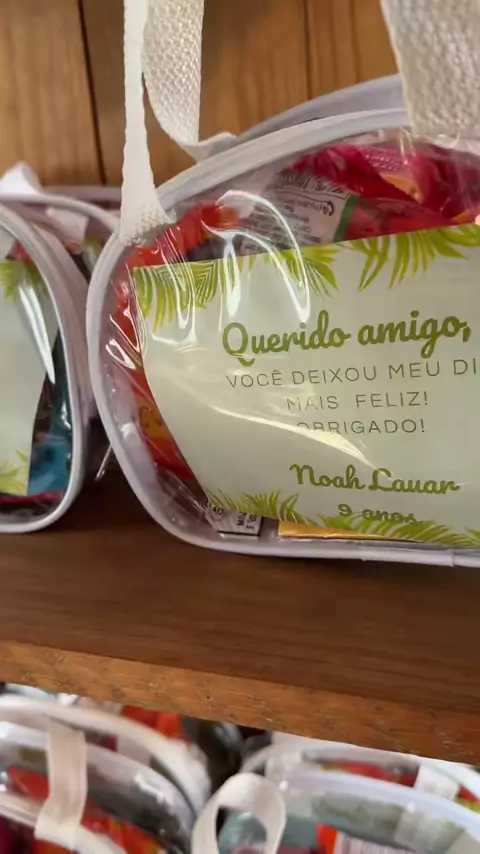 Querido amigo,
VOCÊ DEIXOU MEU DI
MAIS FELIZ!
OBRIGADO!
Noah Lauar
9 anos